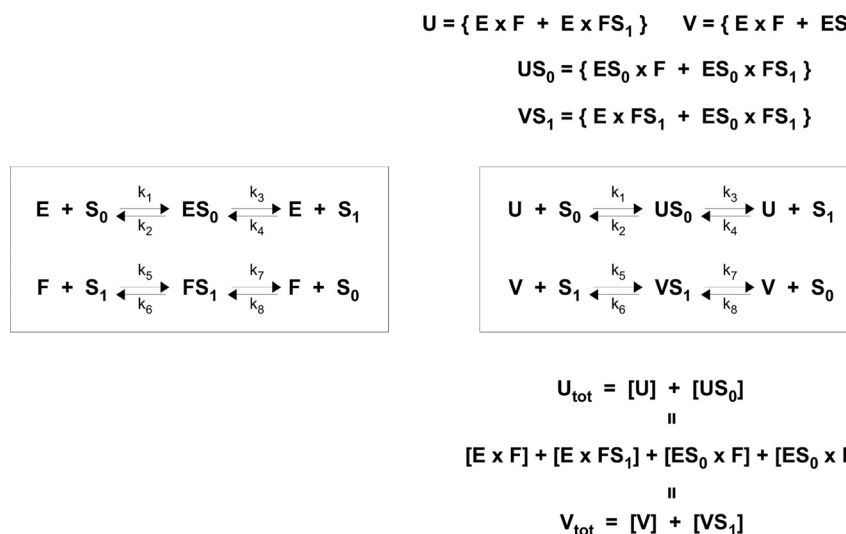 U = { E x F + E x FS₁ } V = { E x F + ES
US₀ = { ES₀ x F + ES₀ x FS₁ }
VS₁ = { E x FS₁ + ES₀ x FS₁ }
k₁ k₃
E + S₀ ES₀ E + S₁
k₂ k₄
k₅ k₇
F + S₁ FS₁ F + S₀
k₆ k₈
k₁ k₃
U + S₀ US₀ U + S₁
k₂ k₄
k₅ k₇
V + S₁ VS₁ V + S₀
k₆ k₈
Uₜₒₜ = [U] + [US₀]
=
[E x F] + [E x FS₁] + [ES₀ x F] + [ES₀ x
=
Vₜₒₜ = [V] + [VS₁]